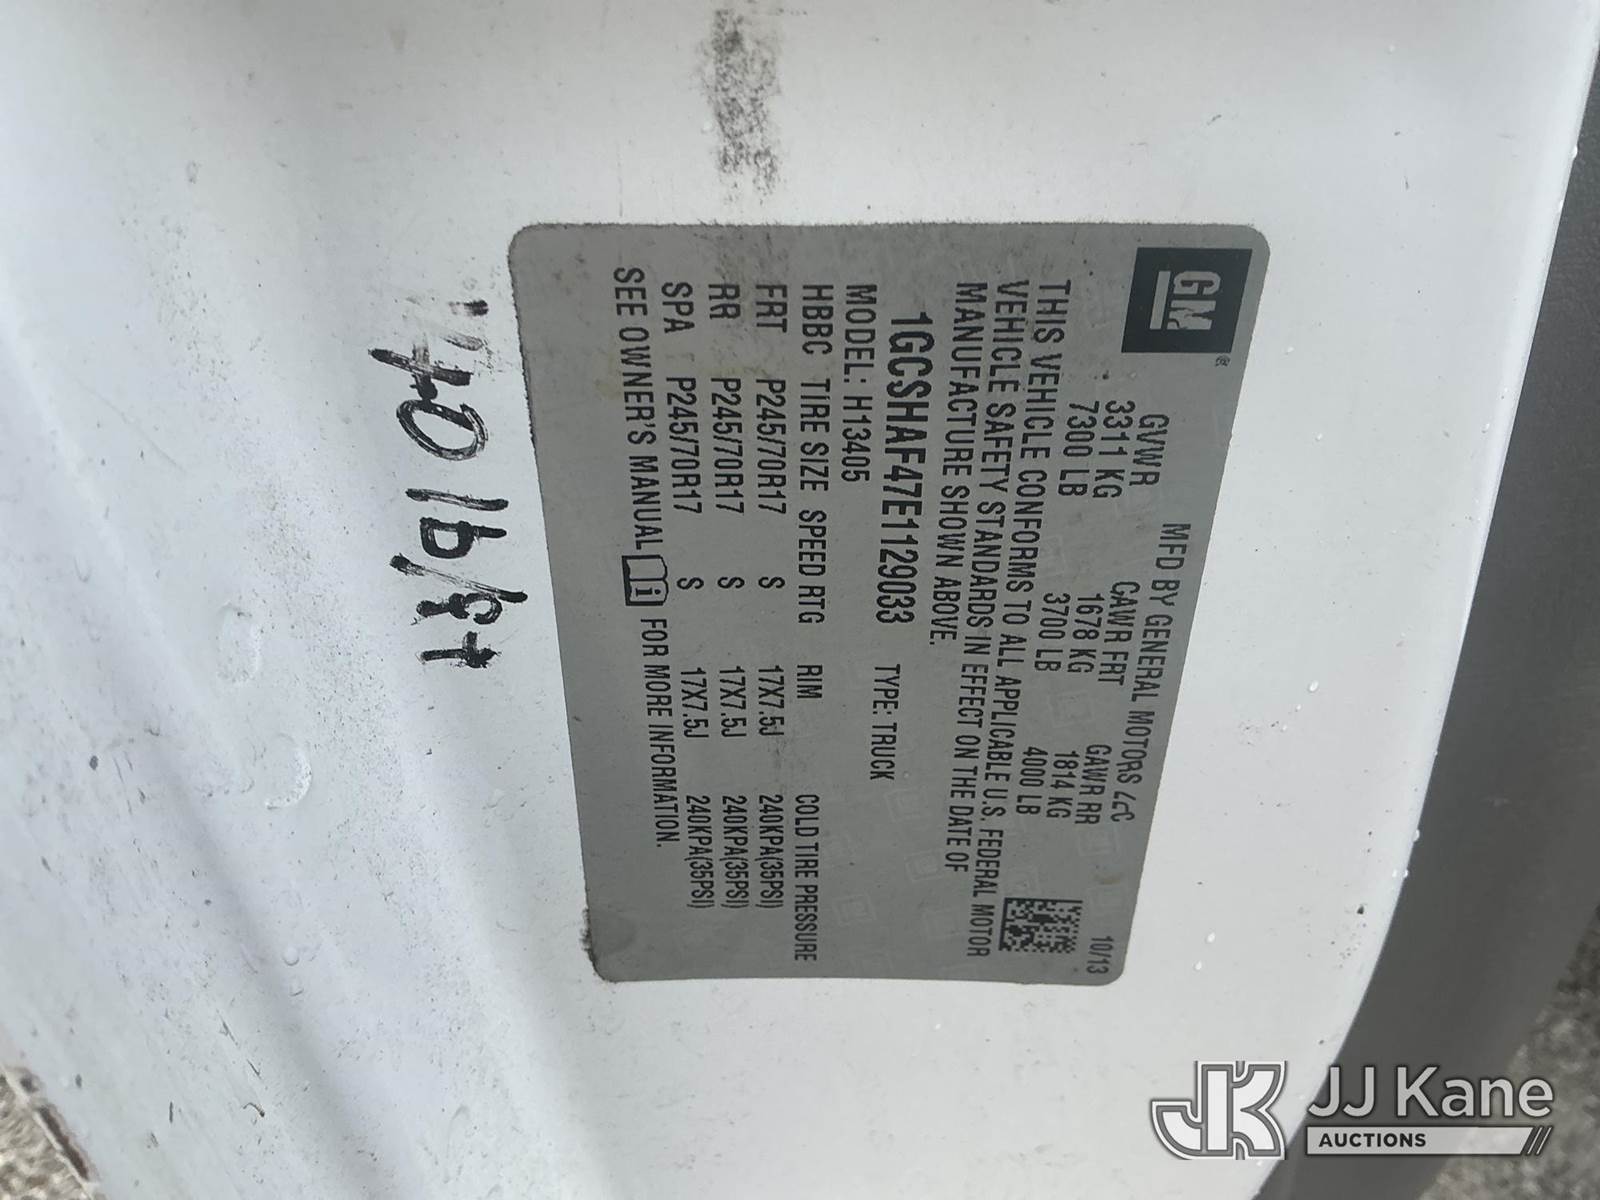 GM®
MFD BY GENERAL MOTORS LLC 10/13
GVWR GAWR FRT GAWR RR
3311 KG 1678 KG 1814 KG
7300 LB 3700 LB 4000 LB
THIS VEHICLE CONFORMS TO ALL APPLICABLE U.S. FEDERAL MOTOR
VEHICLE SAFETY STANDARDS IN EFFECT ON THE DATE OF
MANUFACTURE SHOWN ABOVE.
1GCSHAF47E1129033 TYPE: TRUCK
MODEL: H13405
HBBC TIRE SIZE SPEED RTG RIM COLD TIRE PRESSURE
FRT P245/70R17 S 17X7.5J 240KPA(35PSI)
RR P245/70R17 S 17X7.5J 240KPA(35PSI)
SPA P245/70R17 S 17X7.5J 240KPA(35PSI)
SEE OWNER'S MANUAL FOR MORE INFORMATION.
lb/ft
JK JJ Kane
AUCTIONS